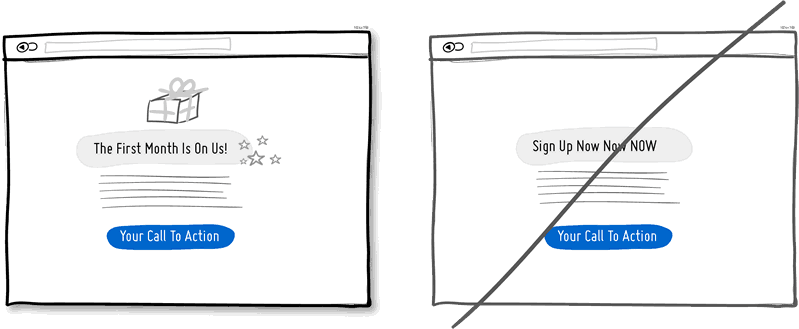 The First Month Is On Us!
Your Call To Action
Sign Up Now Now NOW
Your Call To Action